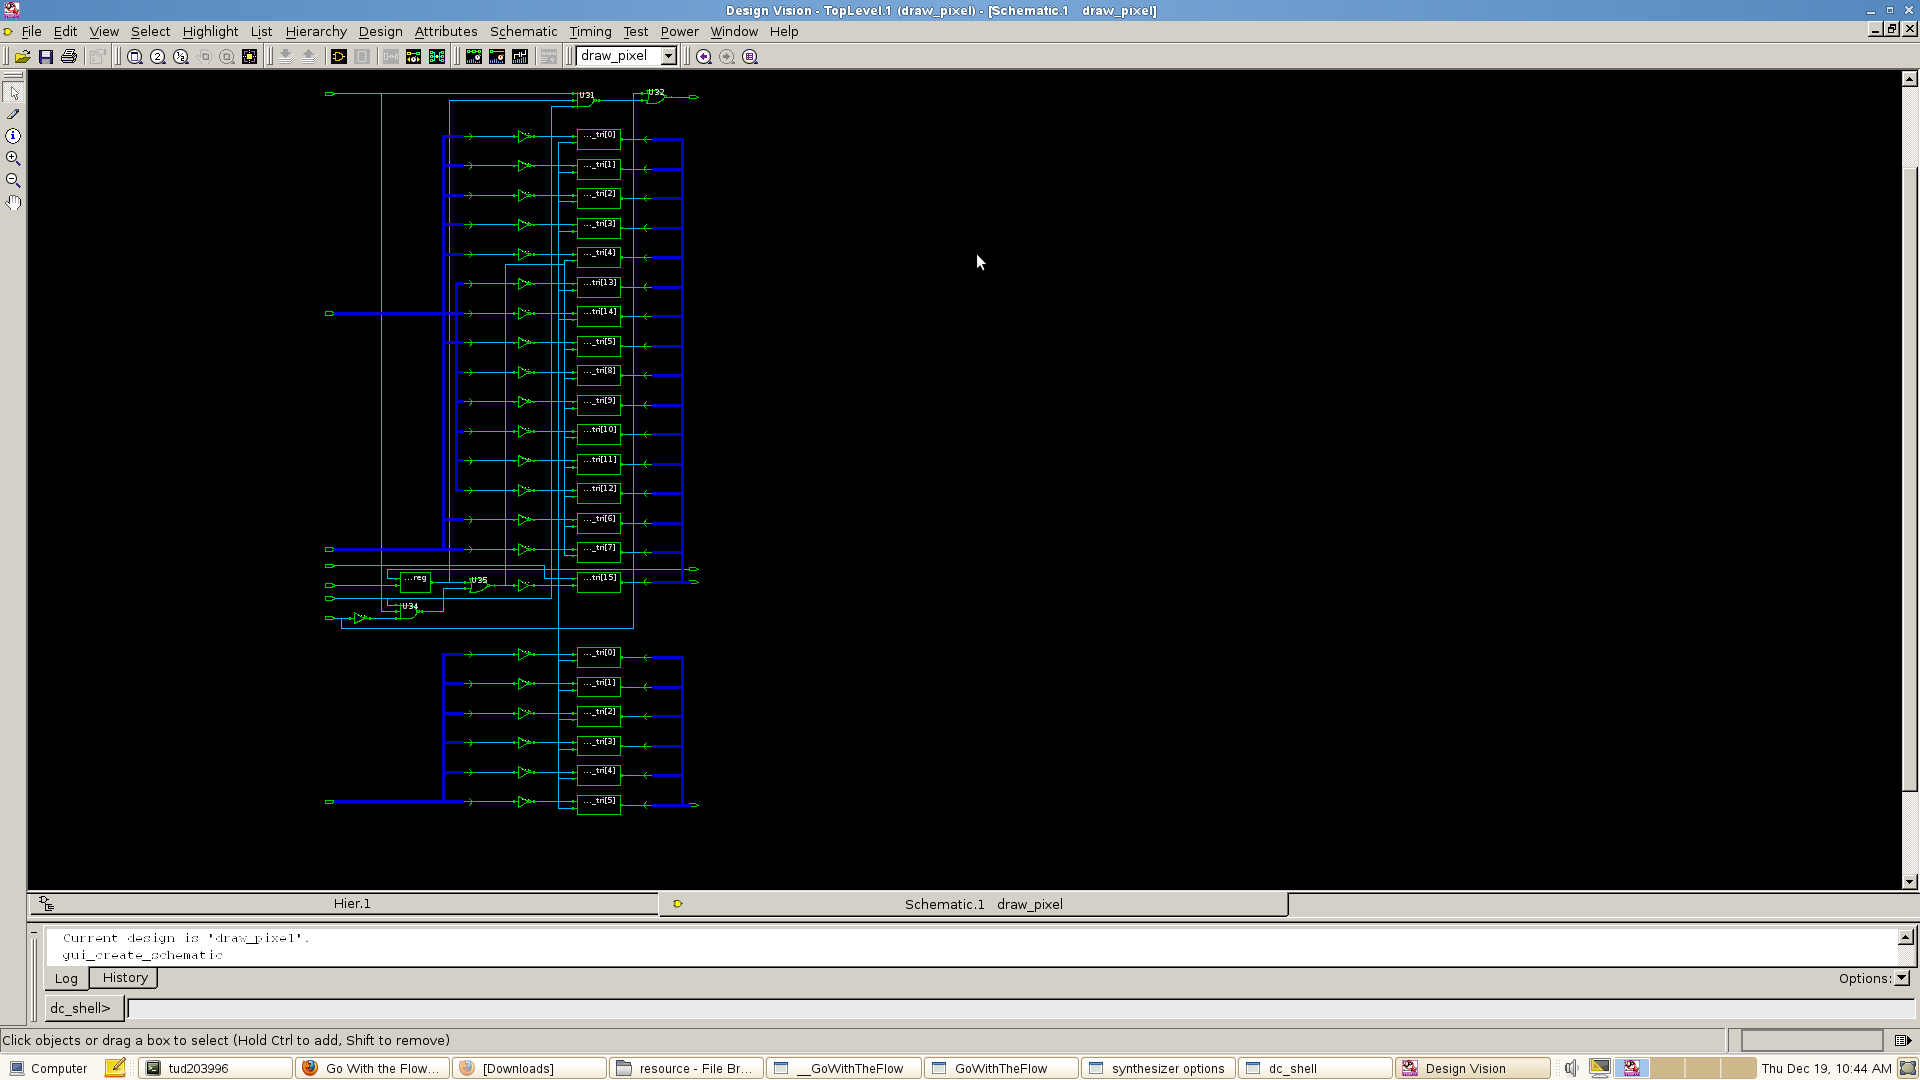 Design Vision - TopLevel.1 (draw_pixel) - [Schematic.1 draw_pixel]
File Edit View Select Highlight List Hierarchy Design Attributes Schematic Timing Test Power Window Help
draw_pixel
U31 U32
..._tri[0]
..._tri[1]
..._tri[2]
..._tri[3]
..._tri[4]
...tri[13]
...tri[14]
..._tri[5]
..._tri[8]
..._tri[9]
...tri[10]
...tri[11]
...tri[12]
..._tri[6]
..._tri[7]
...reg U35 ...tri[15]
U34
..._tri[0]
..._tri[1]
..._tri[2]
..._tri[3]
..._tri[4]
..._tri[5]
Hier.1 Schematic.1 draw_pixel
Current design is 'draw_pixel'.
gui_create_schematic
Log History Options:
dc_shell>
Click objects or drag a box to select (Hold Ctrl to add, Shift to remove)
Computer tud203996 Go With the Flow... [Downloads] resource - File Br... __GoWithTheFlow GoWithTheFlow synthesizer options dc_shell Design Vision Thu Dec 19, 10:44 AM